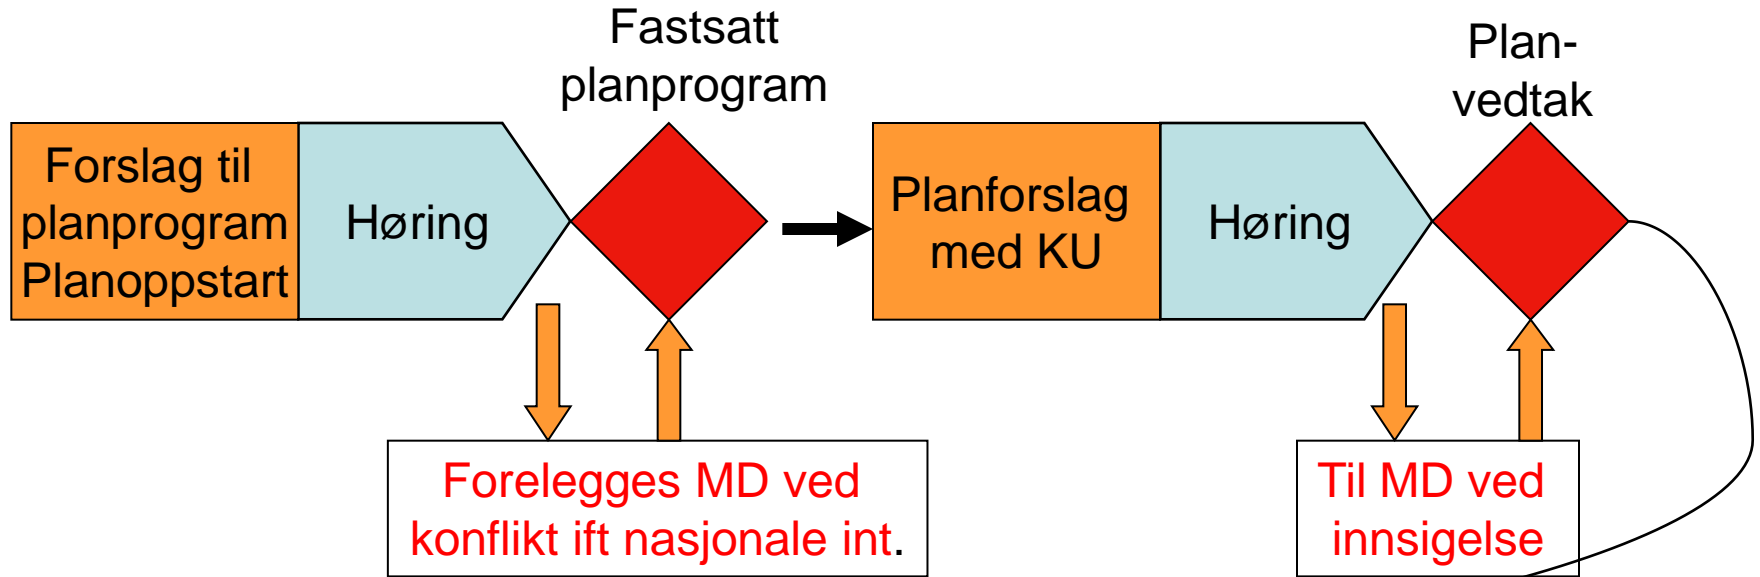 Fastsatt
planprogram
Plan-
vedtak
Forslag til
planprogram
Planoppstart
Høring
Planforslag
med KU
Høring
Forelegges MD ved
konflikt ift nasjonale int.
Til MD ved
innsigelse